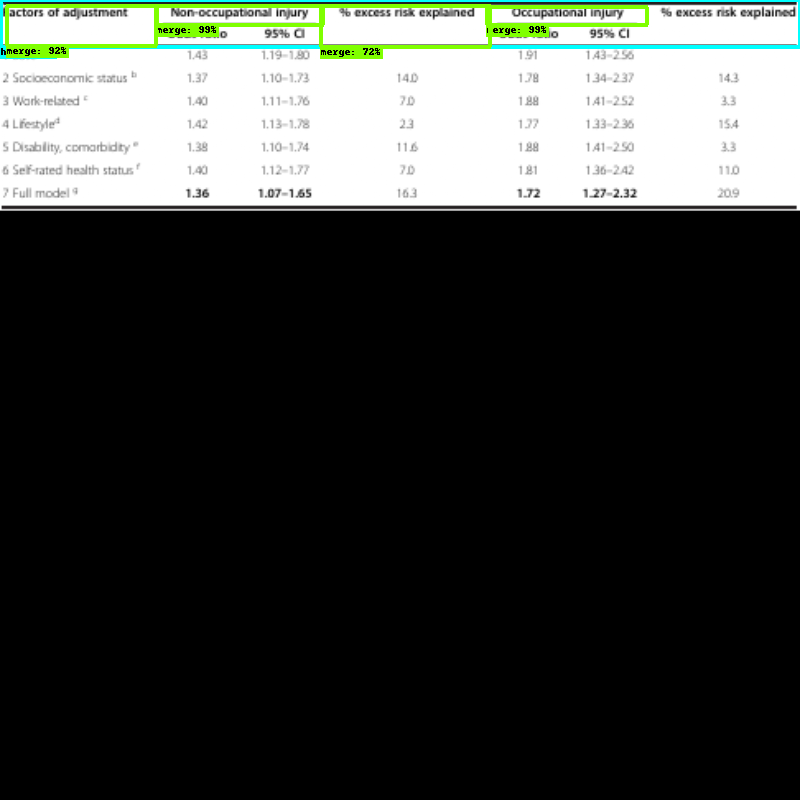 actors of adjustment Non-occupational injury % excess risk explained Occupational injury % excess risk explained
merge: 99% 95% CI merge: 99% 95% CI
merge: 92% merge: 72%
1.43 1.19–1.80 1.91 1.43–2.56
2 Socioeconomic status b 1.37 1.10–1.73 14.0 1.78 1.34–2.37 14.3
3 Work-related c 1.40 1.11–1.76 7.0 1.88 1.41–2.52 3.3
4 Lifestyle d 1.42 1.13–1.78 2.3 1.77 1.33–2.36 15.4
5 Disability, comorbidity e 1.38 1.10–1.74 11.6 1.88 1.41–2.50 3.3
6 Self-rated health status f 1.40 1.12–1.77 7.0 1.81 1.36–2.42 11.0
7 Full model g 1.36 1.07–1.65 16.3 1.72 1.27–2.32 20.9